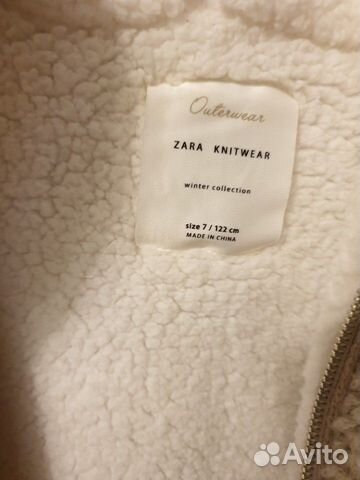 Outerwear
ZARA KNITWEAR
winter collection
size 7 / 122 cm
MADE IN CHINA
Avito